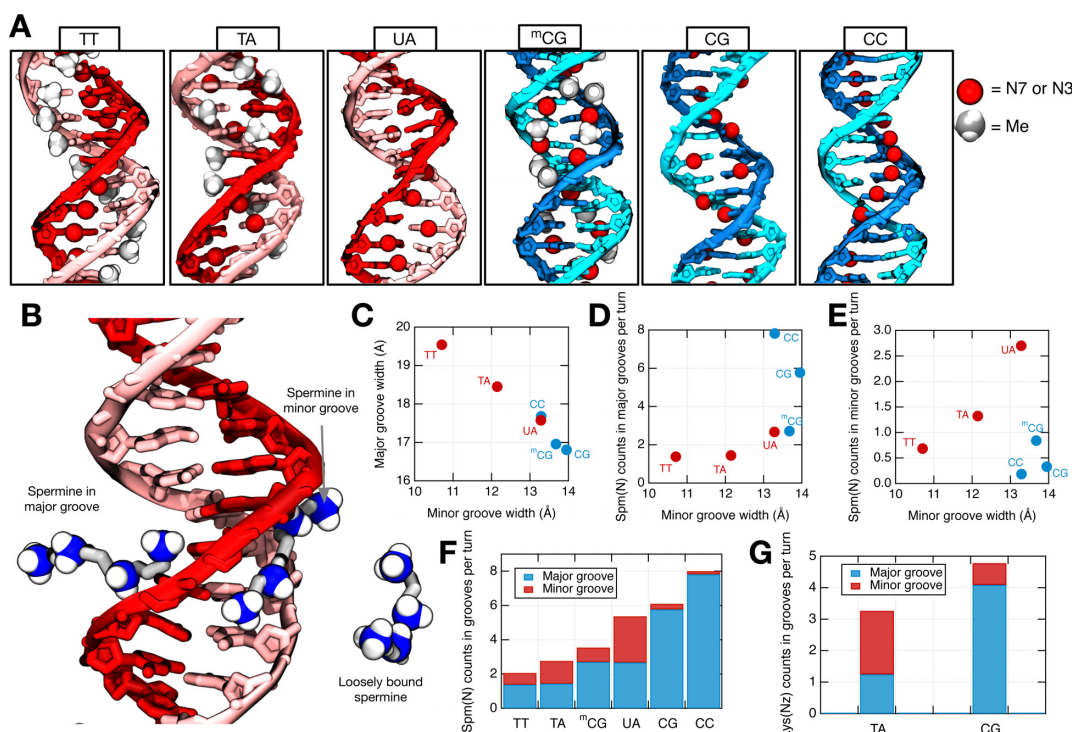 A
TT
TA
UA
mCG
CG
CC
= N7 or N3
= Me
B
Spermine in
minor groove
Spermine in
major groove
Loosely bound
spermine
C
Major groove width (Å)
20
19
18
17
16
10 11 12 13 14
Minor groove width (Å)
TT
TA
CC
UA
mCG
CG
D
Spm(N) counts in major grooves per turn
8
6
4
2
0
10 11 12 13 14
Minor groove width (Å)
CC
CG
mCG
UA
TT
TA
E
Spm(N) counts in minor grooves per turn
3.0
2.5
2.0
1.5
1.0
0.5
0.0
10 11 12 13 14
Minor groove width (Å)
UA
TA
TT
mCG
CC
CG
F
Spm(N) counts in grooves per turn
8
6
4
2
0
Major groove
Minor groove
TT TA mCG UA CG CC
G
Lys(Nz) counts in grooves per turn
5
4
3
2
1
0
Major groove
Minor groove
TA CG